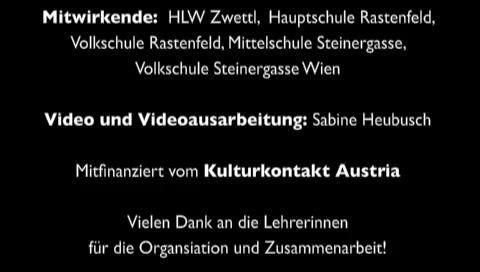 Mitwirkende: HLW Zwettl, Hauptschule Rastenfeld,
Volkschule Rastenfeld, Mittelschule Steinergasse,
Volkschule Steinergasse Wien
Video und Videoausarbeitung: Sabine Heubusch
Mitfinanziert vom Kulturkontakt Austria
Vielen Dank an die Lehrerinnen
für die Organsiation und Zusammenarbeit!